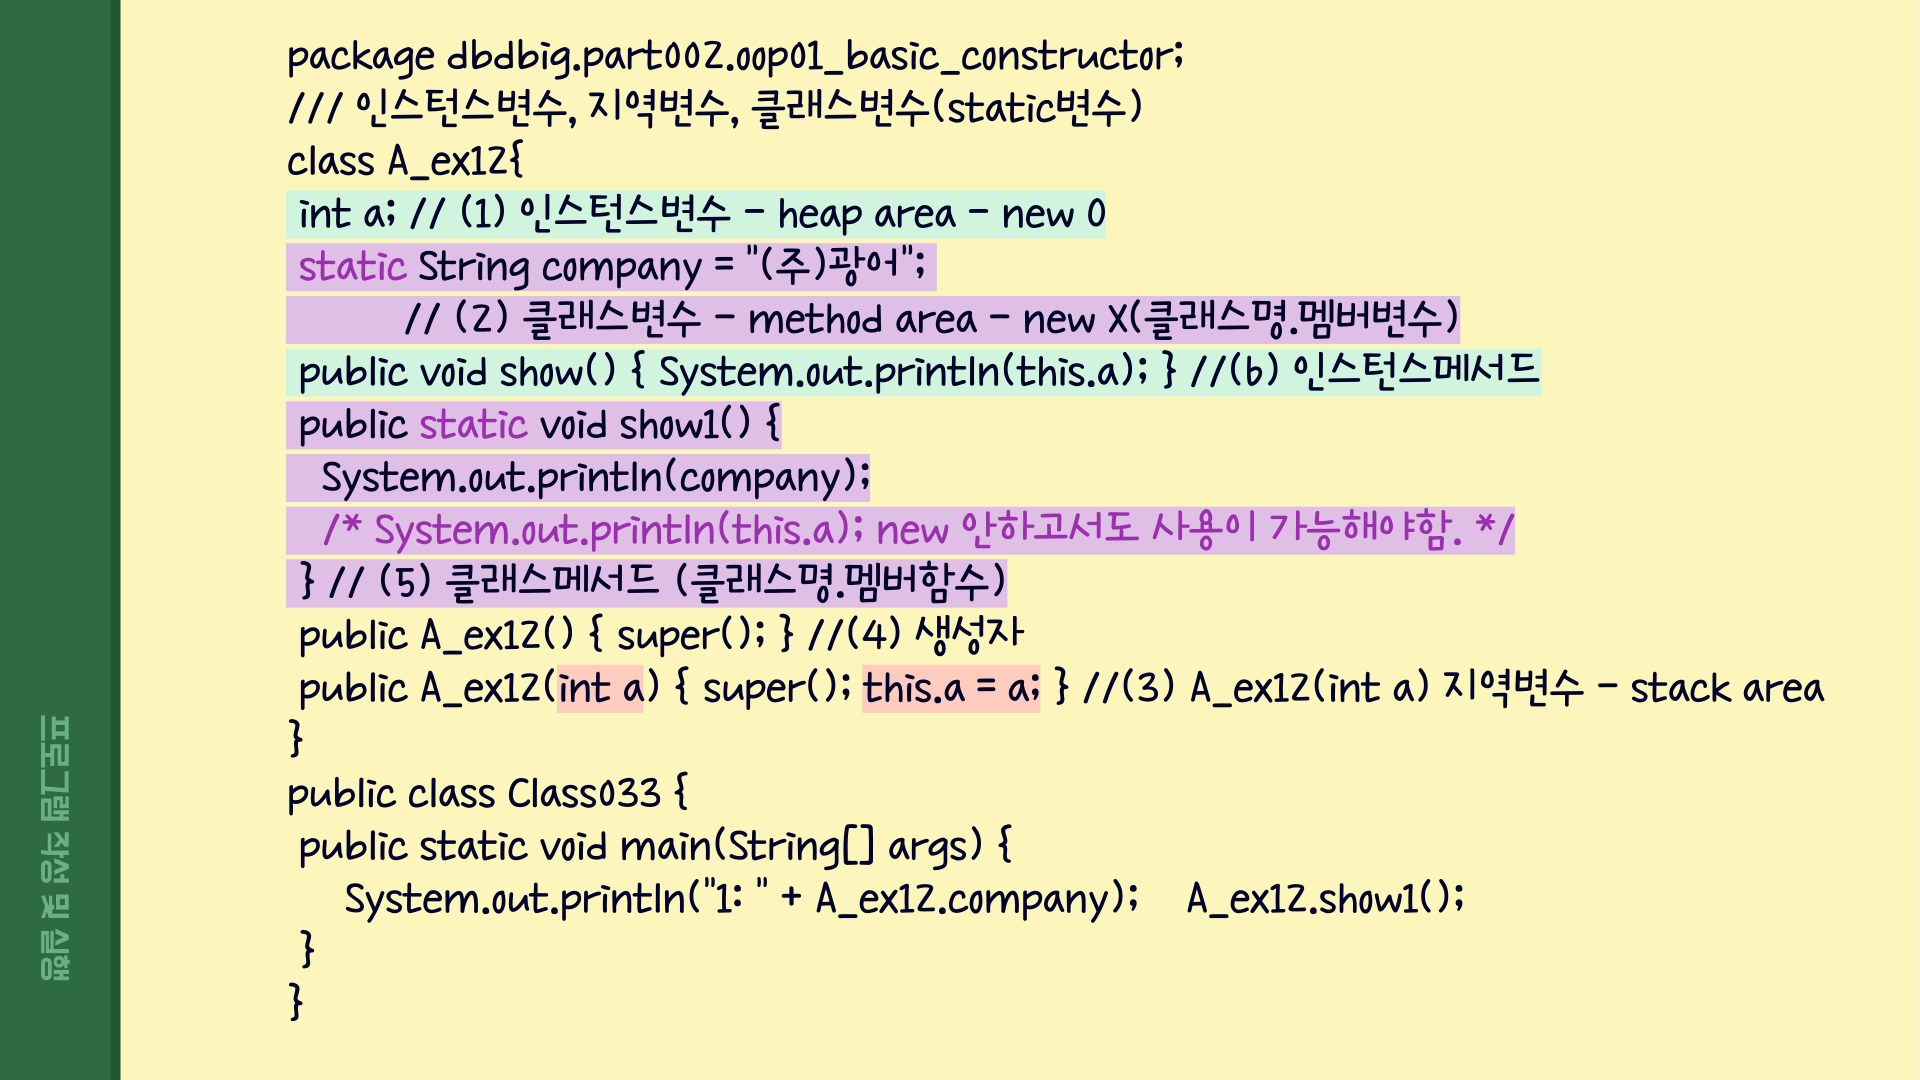 package dbdbig.part002.oop01_basic_constructor;
/// 인스턴스변수, 지역변수, 클래스변수(static변수)
class A_ex12{
int a; // (1) 인스턴스변수 - heap area - new O
static String company = "(주)광어";
// (2) 클래스변수 - method area - new X(클래스명.멤버변수)
public void show() { System.out.println(this.a); } //(6) 인스턴스메서드
public static void show1() {
System.out.println(company);
/* System.out.println(this.a); new 안하고서도 사용이 가능해야함. */
} // (5) 클래스메서드 (클래스명.멤버함수)
public A_ex12() { super(); } //(4) 생성자
public A_ex12(int a) { super(); this.a = a; } //(3) A_ex12(int a) 지역변수 - stack area
}
public class Class033 {
public static void main(String[] args) {
System.out.println("1: " + A_ex12.company); A_ex12.show1();
}
}
프로그램 작성 및 실행